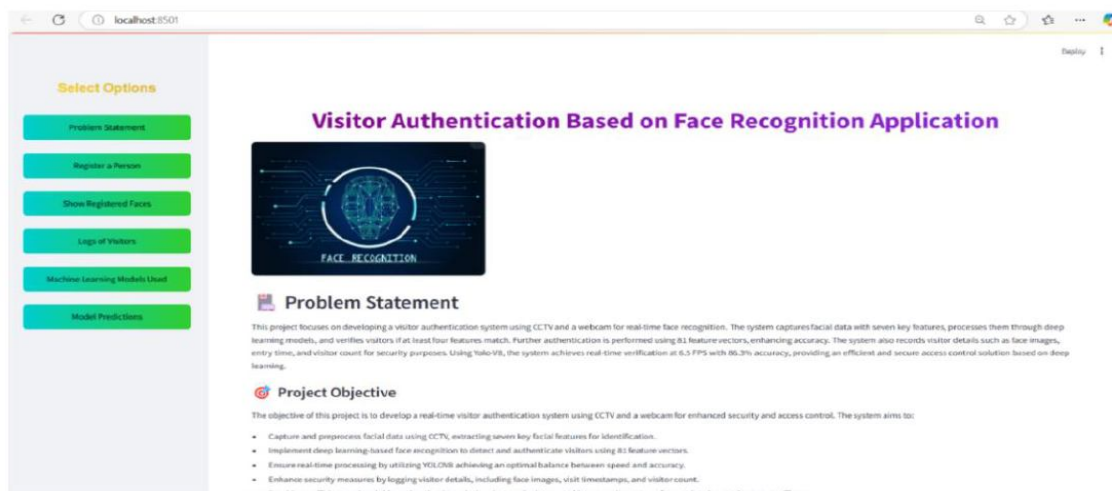 localhost:8501
Deploy
Select Options
Problem Statement
Register a Person
Show Registered Faces
Logs of Visitors
Machine Learning Models Used
Model Predictions
Visitor Authentication Based on Face Recognition Application
FACE RECOGNITION
Problem Statement
This project focuses on developing a visitor authentication system using CCTV and a webcam for real-time face recognition. The system captures facial data with seven key features, processes them through deep
learning models, and verifies visitors if at least four features match. Further authentication is performed using 81 feature vectors, enhancing accuracy. The system also records visitor details such as face images,
entry time, and visitor count for security purposes. Using Yolo-V8, the system achieves real-time verification at 6.5 FPS with 86.3% accuracy, providing an efficient and secure access control solution based on deep
learning.
Project Objective
The objective of this project is to develop a real-time visitor authentication system using CCTV and a webcam for enhanced security and access control. The system aims to:
Capture and preprocess facial data using CCTV, extracting seven key facial features for identification.
Implement deep learning-based face recognition to detect and authenticate visitors using 81 feature vectors.
Ensure real-time processing by utilizing YOLOV8 achieving an optimal balance between speed and accuracy.
Enhance security measures by logging visitor details, including face images, visit timestamps, and visitor count.